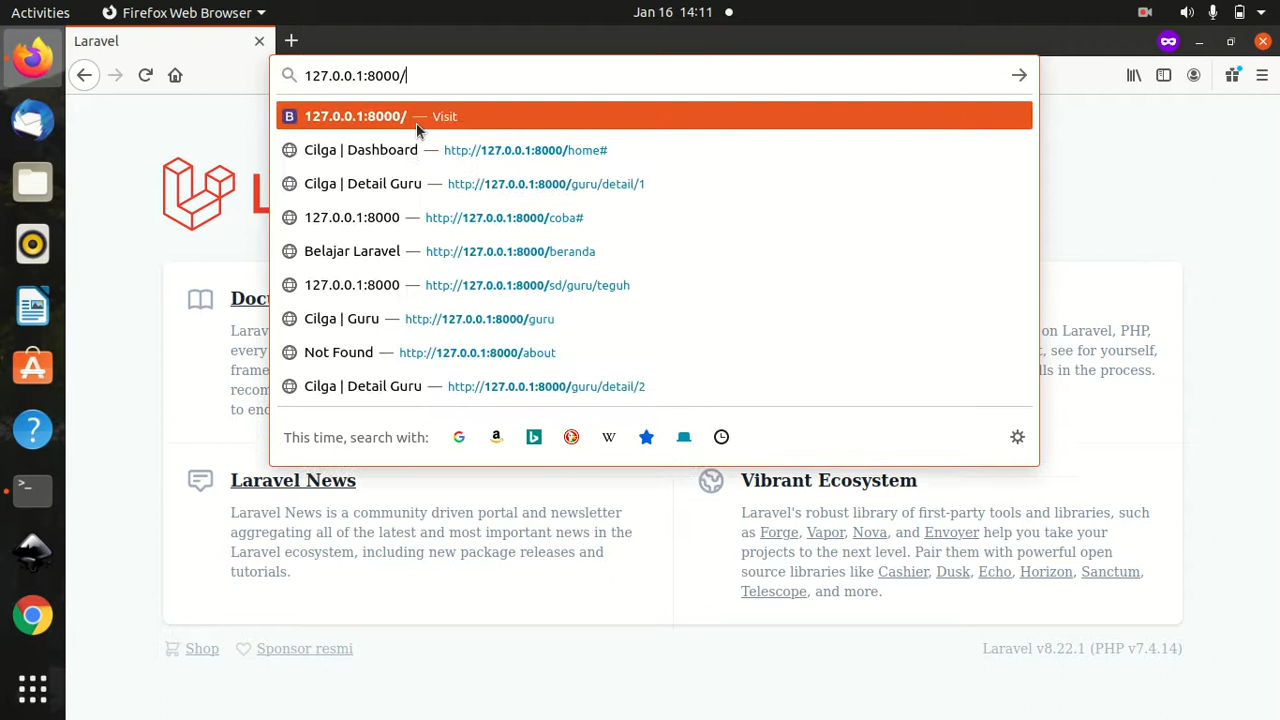 Activities
Firefox Web Browser
Jan 16 14:11
Laravel
127.0.0.1:8000/
B 127.0.0.1:8000/ — Visit
Cilga | Dashboard — http://127.0.0.1:8000/home#
Cilga | Detail Guru — http://127.0.0.1:8000/guru/detail/1
127.0.0.1:8000 — http://127.0.0.1:8000/coba#
Belajar Laravel — http://127.0.0.1:8000/beranda
127.0.0.1:8000 — http://127.0.0.1:8000/sd/guru/teguh
Cilga | Guru — http://127.0.0.1:8000/guru
Not Found — http://127.0.0.1:8000/about
Cilga | Detail Guru — http://127.0.0.1:8000/guru/detail/2
This time, search with:
L
Docu
Larav
every
frame
recom
to en
on Laravel, PHP,
, see for yourself,
lls in the process.
Laravel News
Laravel News is a community driven portal and newsletter
aggregating all of the latest and most important news in the
Laravel ecosystem, including new package releases and
tutorials.
Vibrant Ecosystem
Laravel's robust library of first-party tools and libraries, such
as Forge, Vapor, Nova, and Envoyer help you take your
projects to the next level. Pair them with powerful open
source libraries like Cashier, Dusk, Echo, Horizon, Sanctum,
Telescope, and more.
Shop
Sponsor resmi
Laravel v8.22.1 (PHP v7.4.14)